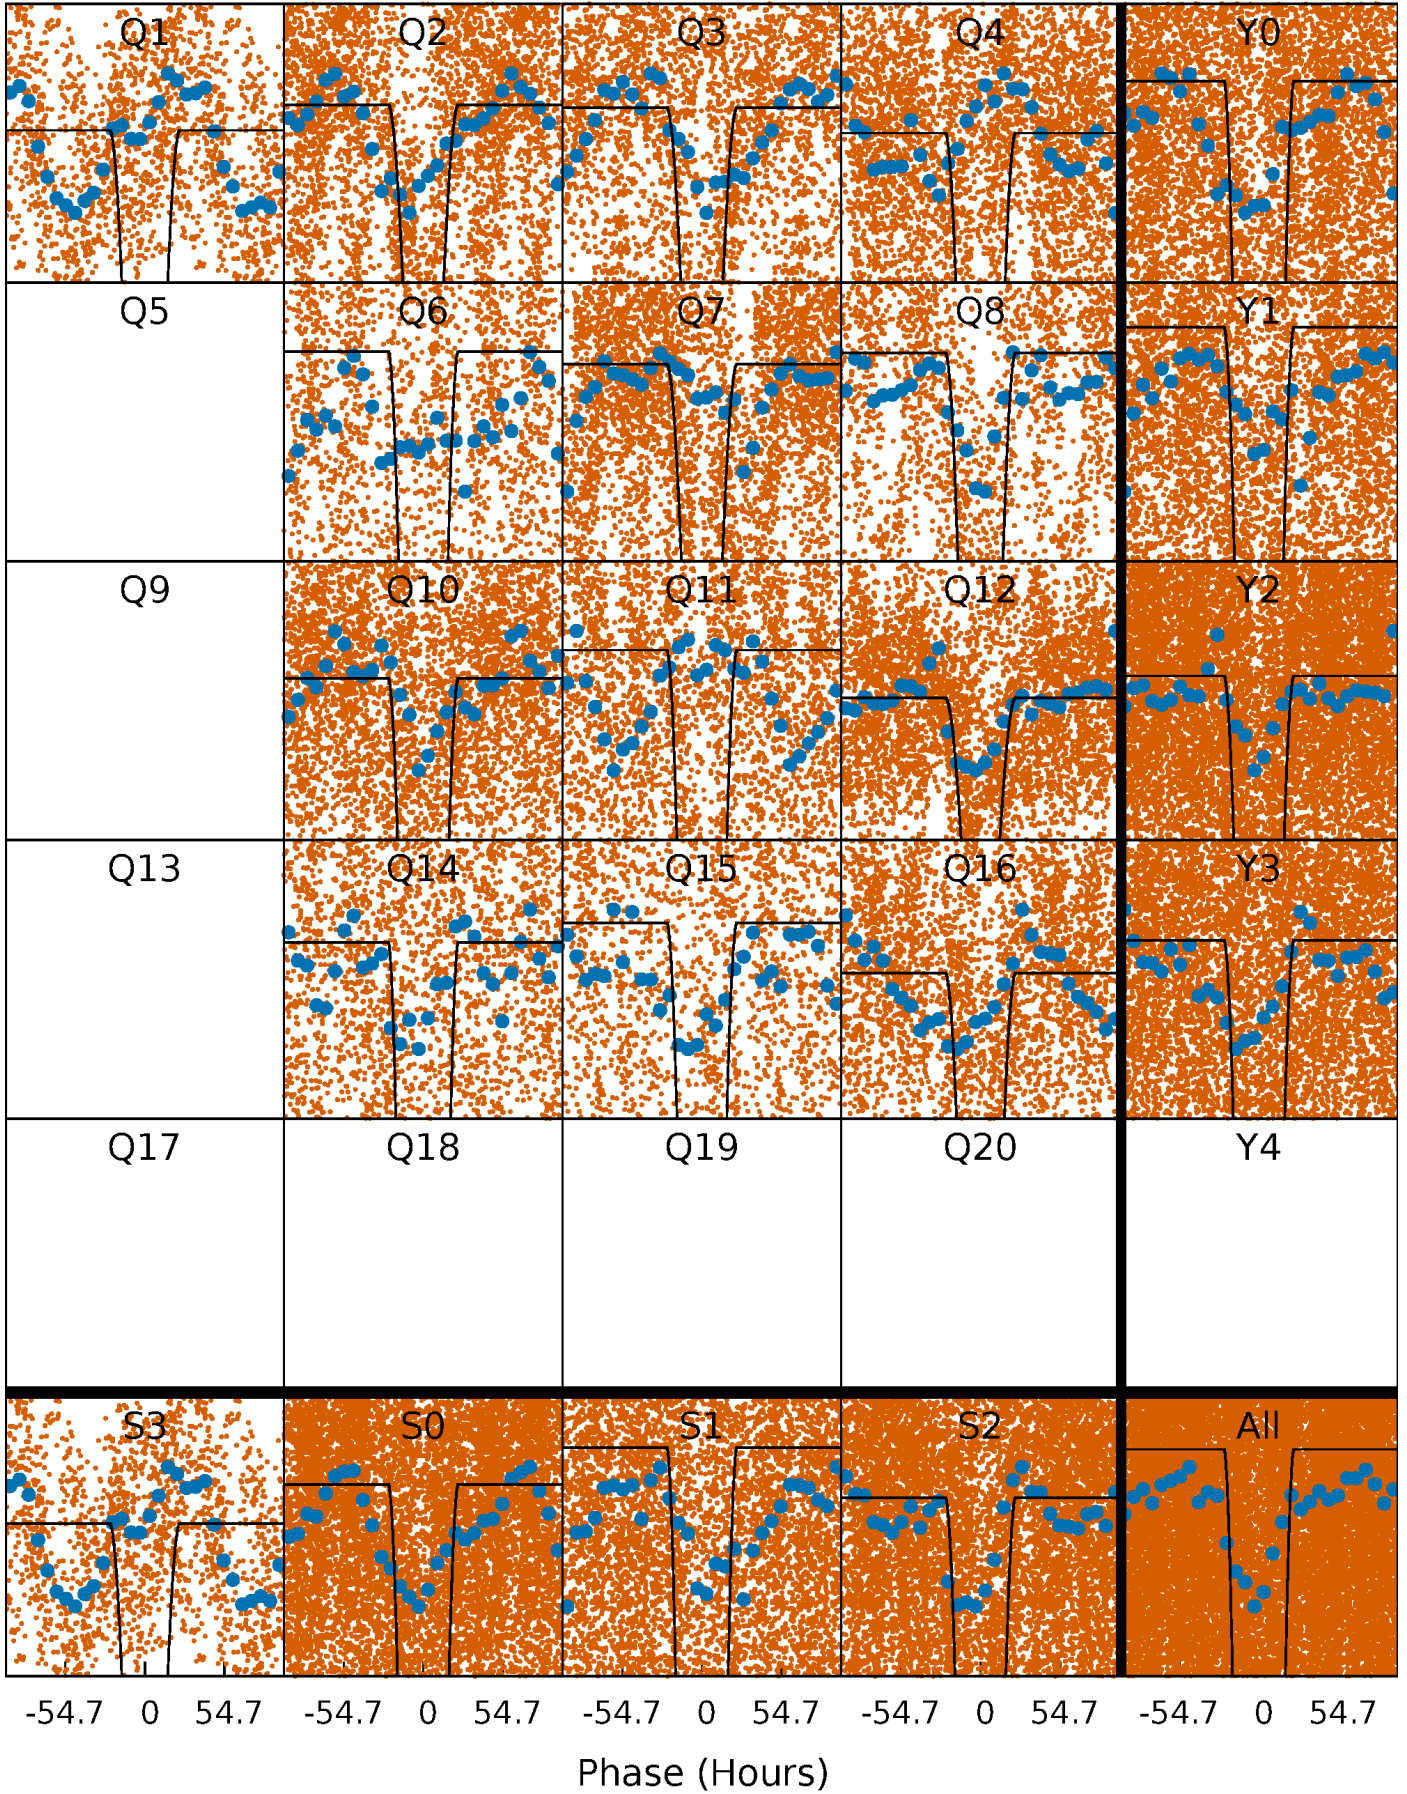 Q1 Q2 Q3 Q4 Y0
Q5 Q6 Q7 Q8 Y1
Q9 Q10 Q11 Q12 Y2
Q13 Q14 Q15 Q16 Y3
Q17 Q18 Q19 Q20 Y4
S3 S0 S1 S2 All
-54.7 0 54.7 -54.7 0 54.7 -54.7 0 54.7 -54.7 0 54.7 -54.7 0 54.7
Phase (Hours)